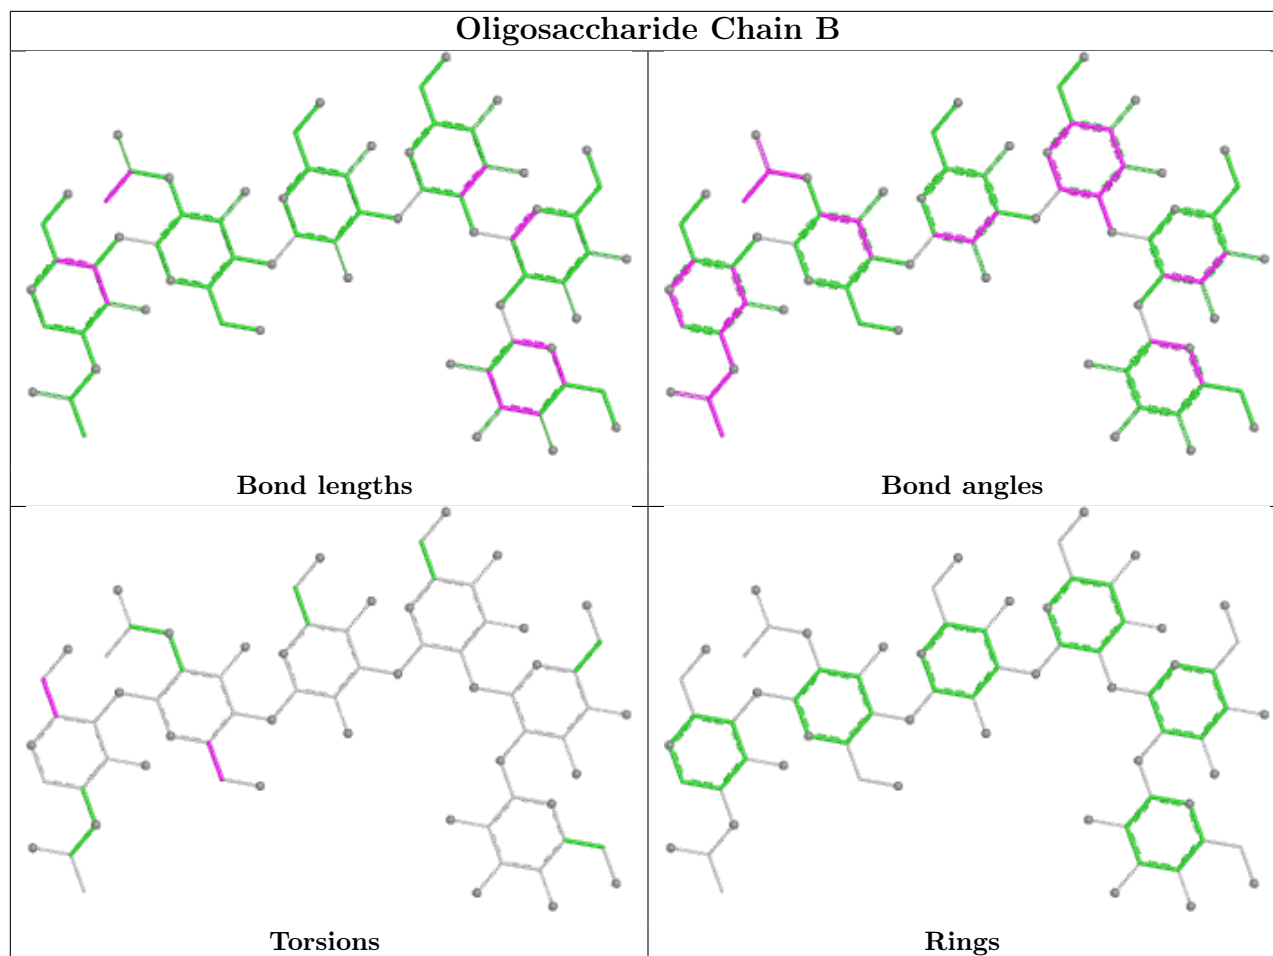 Oligosaccharide Chain B
Bond lengths
Bond angles
Torsions
Rings